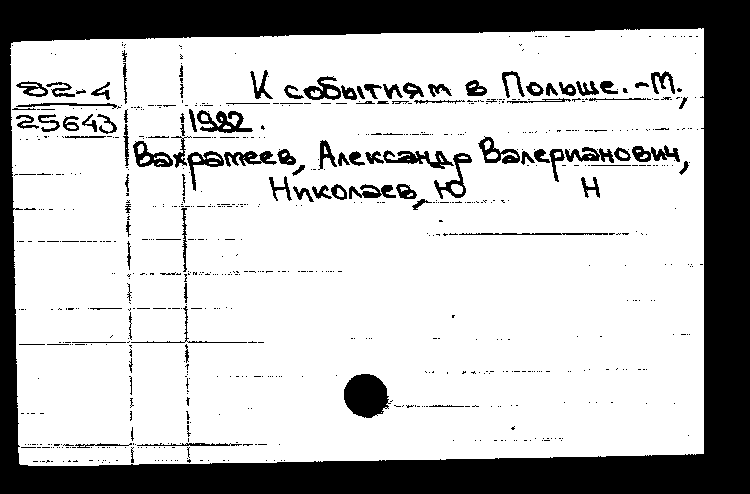 82-4 К событиям в Польше. - М.,
25643 1982.
Вахрамеев, Александр Валерианович,
Николаев, Ю Н